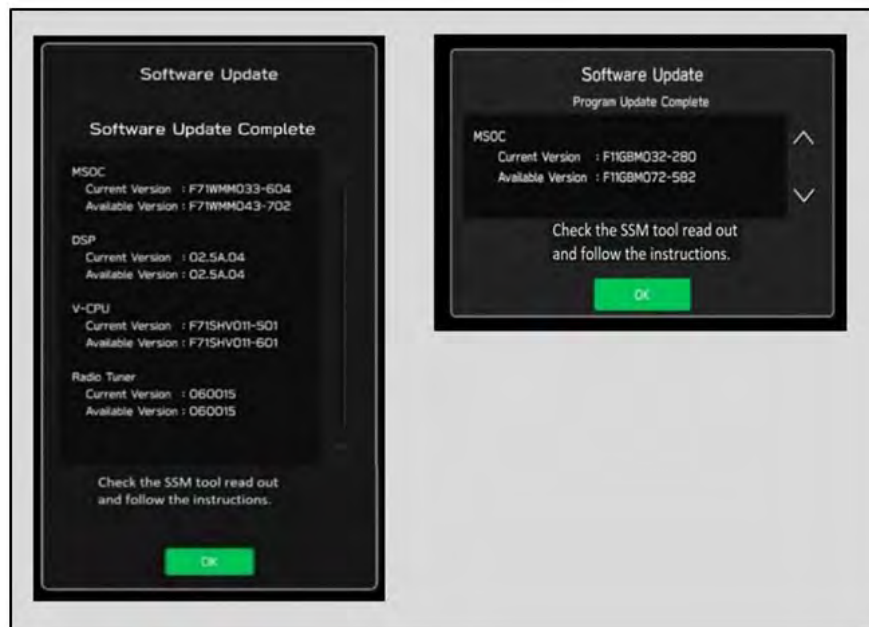 Software Update
Software Update Complete
MSOC
Current Version : F71WMM033-604
Available Version : F71WMM043-702
DSP
Current Version : 02.5A.04
Available Version : 02.5A.04
V-CPU
Current Version : F71SHV011-501
Available Version : F71SHV011-601
Radio Tuner
Current Version : 060015
Available Version : 060015
Check the SSM tool read out
and follow the instructions.
OK
Software Update
Program Update Complete
MSOC
Current Version : F11GBM032-280
Available Version : F11GBM072-582
Check the SSM tool read out
and follow the instructions.
OK